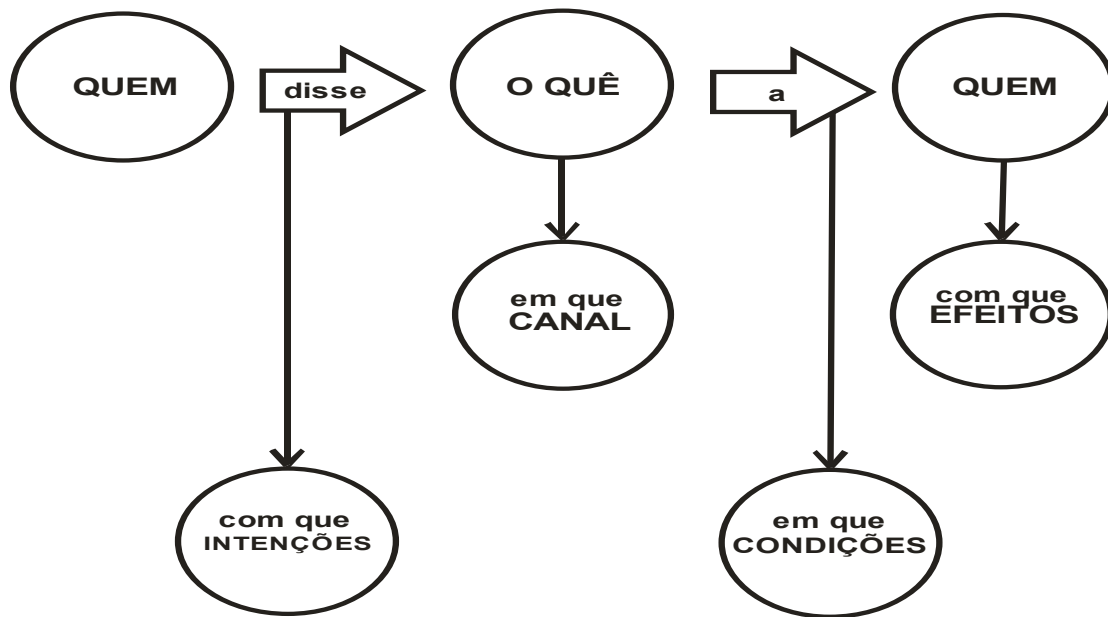 QUEM
disse
O QUÊ
a
QUEM
em que
CANAL
com que
EFEITOS
com que
INTENÇÕES
em que
CONDIÇÕES